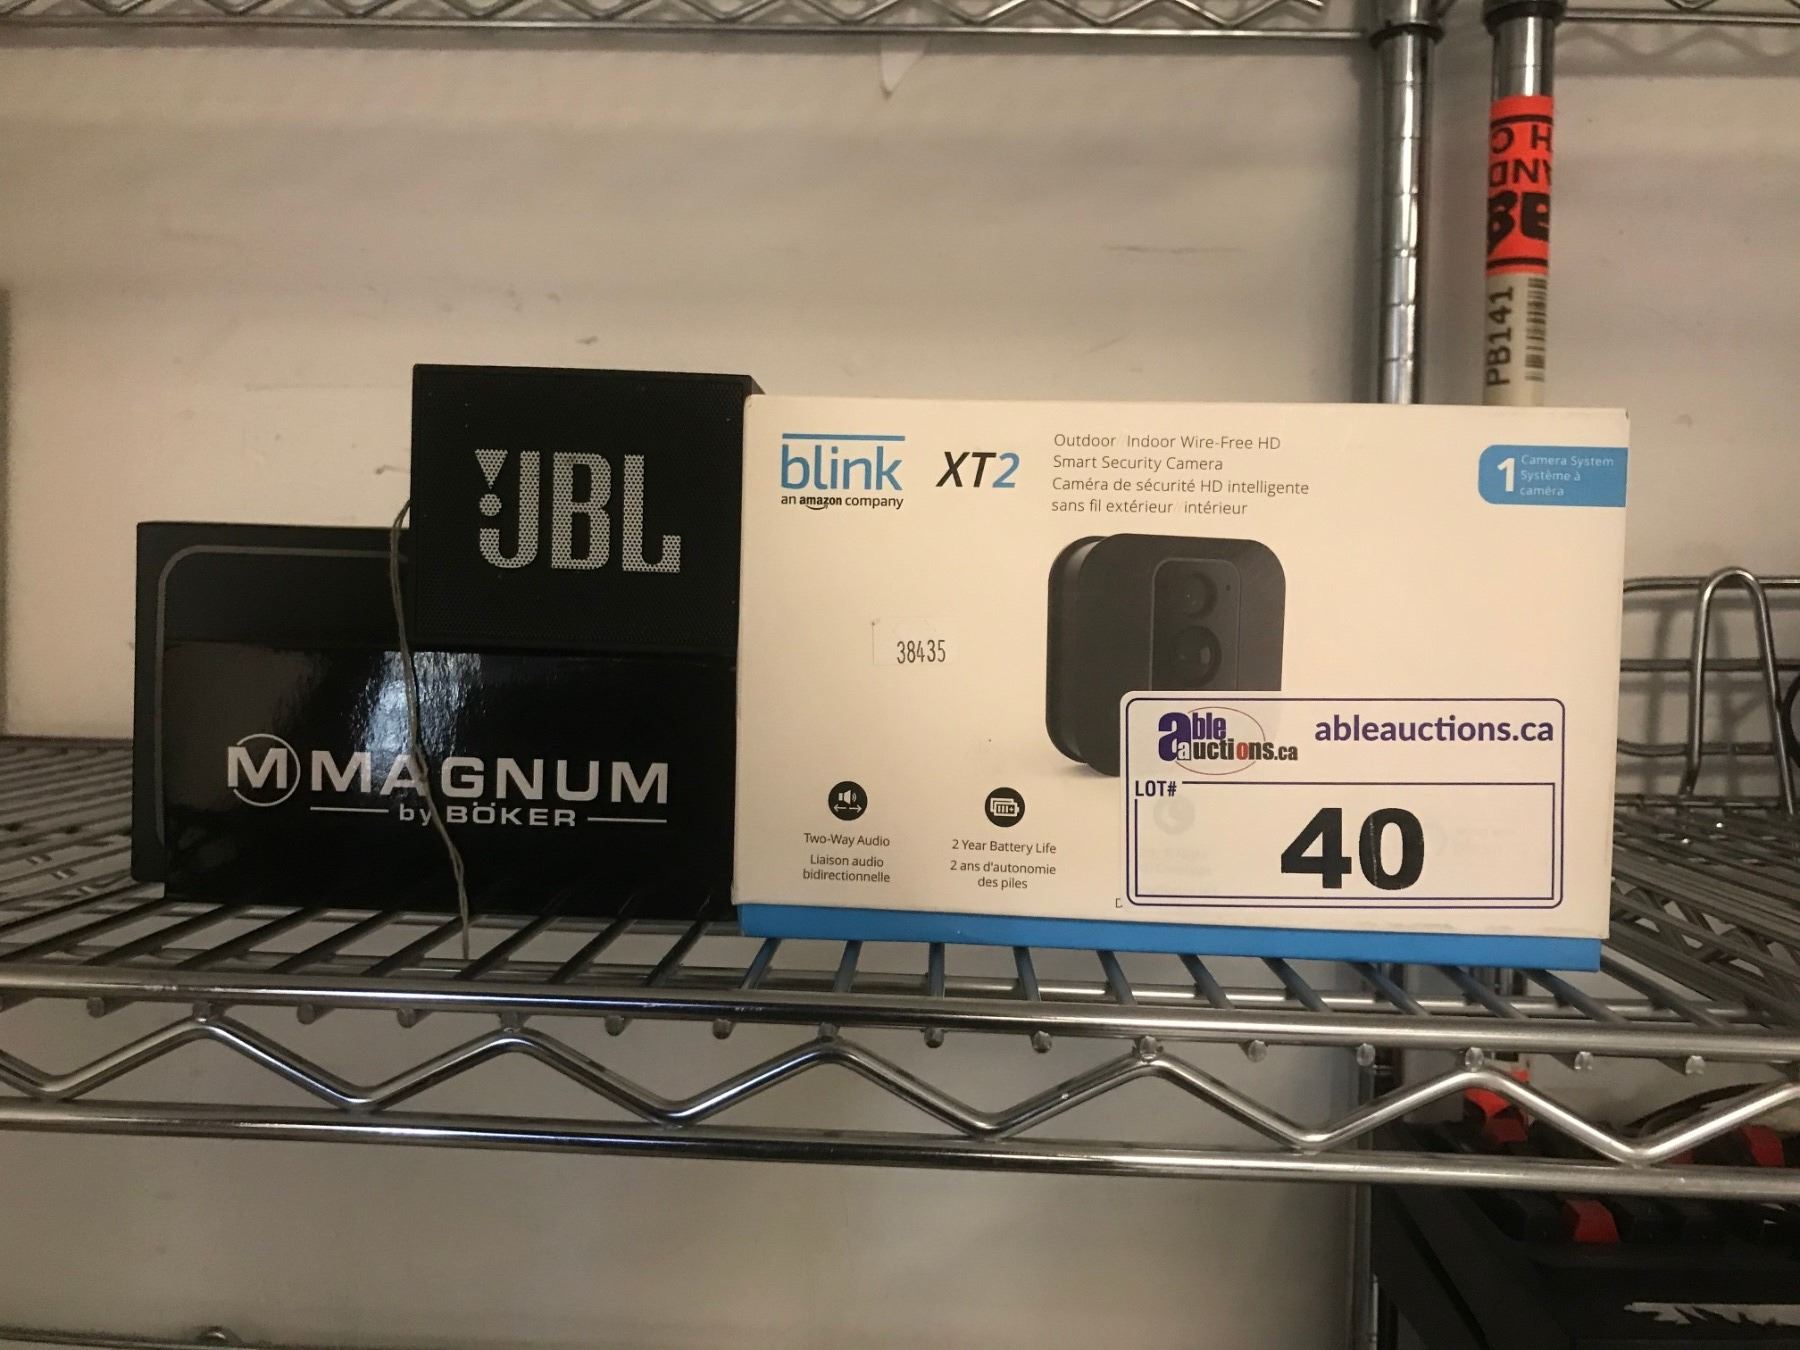 JBL
M MAGNUM
by BÖKER
blink
an amazon company
XT2
Outdoor Indoor Wire-Free HD
Smart Security Camera
Caméra de sécurité HD intelligente
sans fil extérieur intérieur
1
Camera System
Système à
caméra
38435
Two-Way Audio
Liaison audio
bidirectionnelle
2 Year Battery Life
2 ans d'autonomie
des piles
able
auctions.ca
ableauctions.ca
LOT#
40
PB141